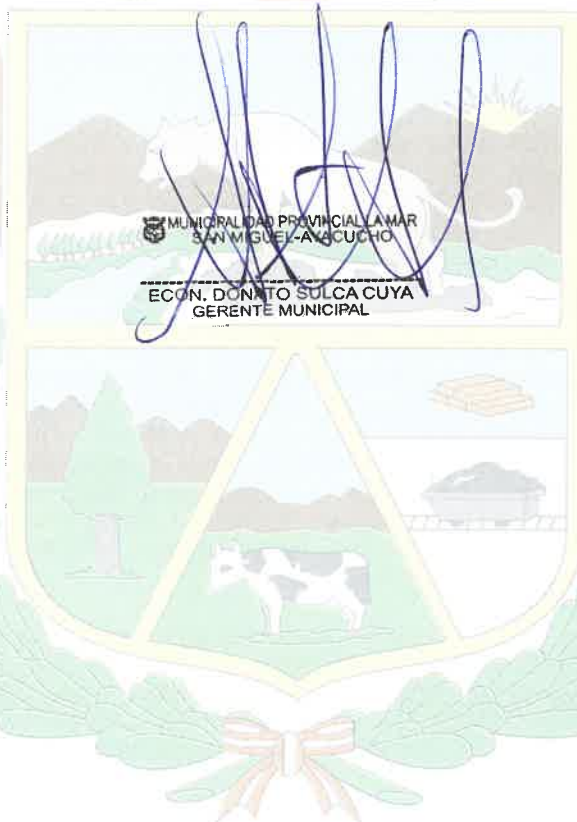 MUNICIPALIDAD PROVINCIAL LA MAR
SAN MIGUEL-AYACUCHO
ECON. DONATO SULCA CUYA
GERENTE MUNICIPAL